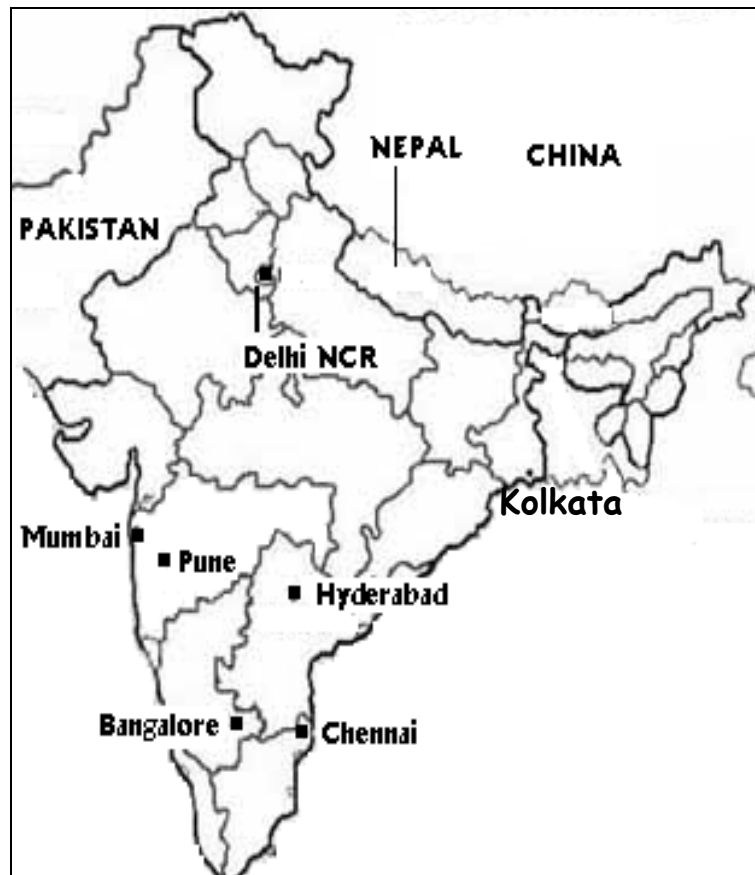 NEPAL
CHINA
PAKISTAN
Delhi NCR
Kolkata
Mumbai
Pune
Hyderabad
Bangalore
Chennai